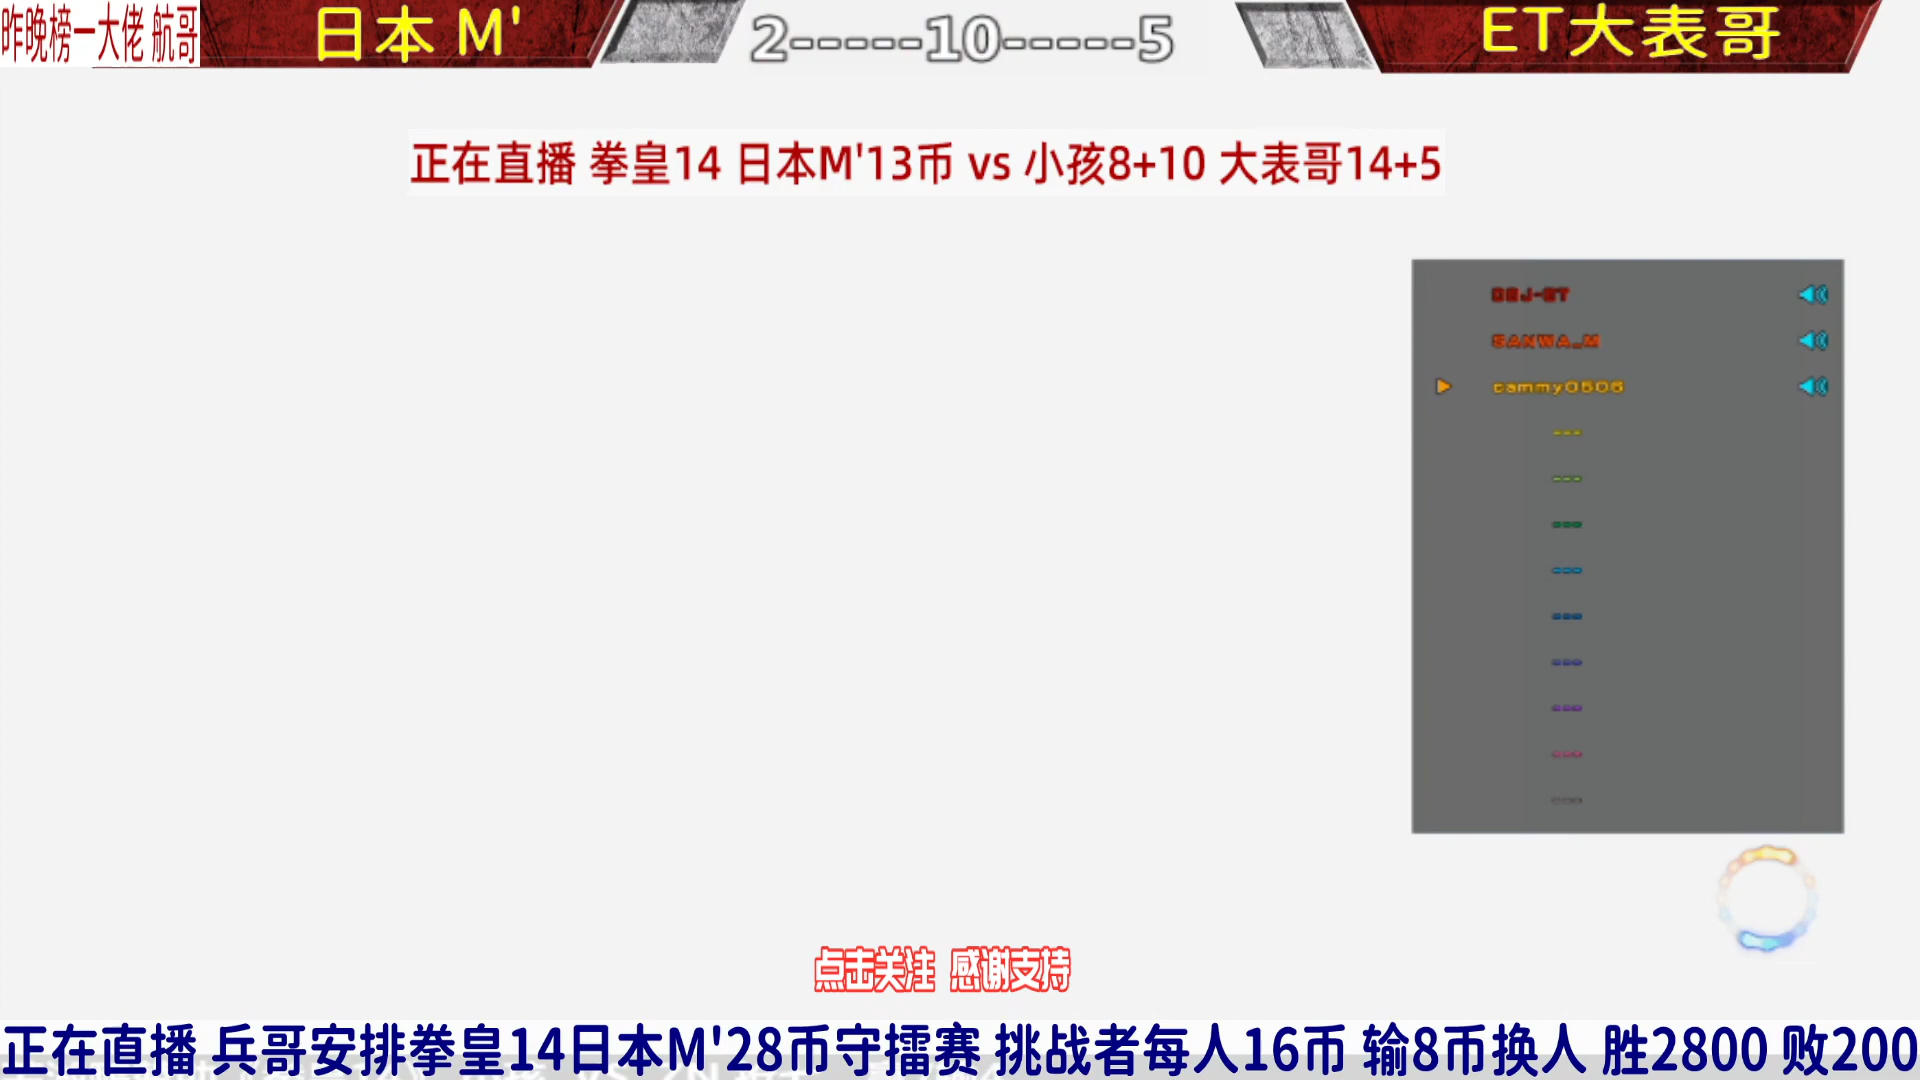 昨晚榜一大佬 航哥
日本 M'
2-----10-----5
ET大表哥
正在直播 拳皇14 日本M'13币 vs 小孩8+10 大表哥14+5
DBJ-ET
SANWA_M
sammy0506
---
---
---
---
---
---
---
---
---
点击关注 感谢支持
正在直播 兵哥安排拳皇14日本M'28币守擂赛 挑战者每人16币 输8币换人 胜2800 败200